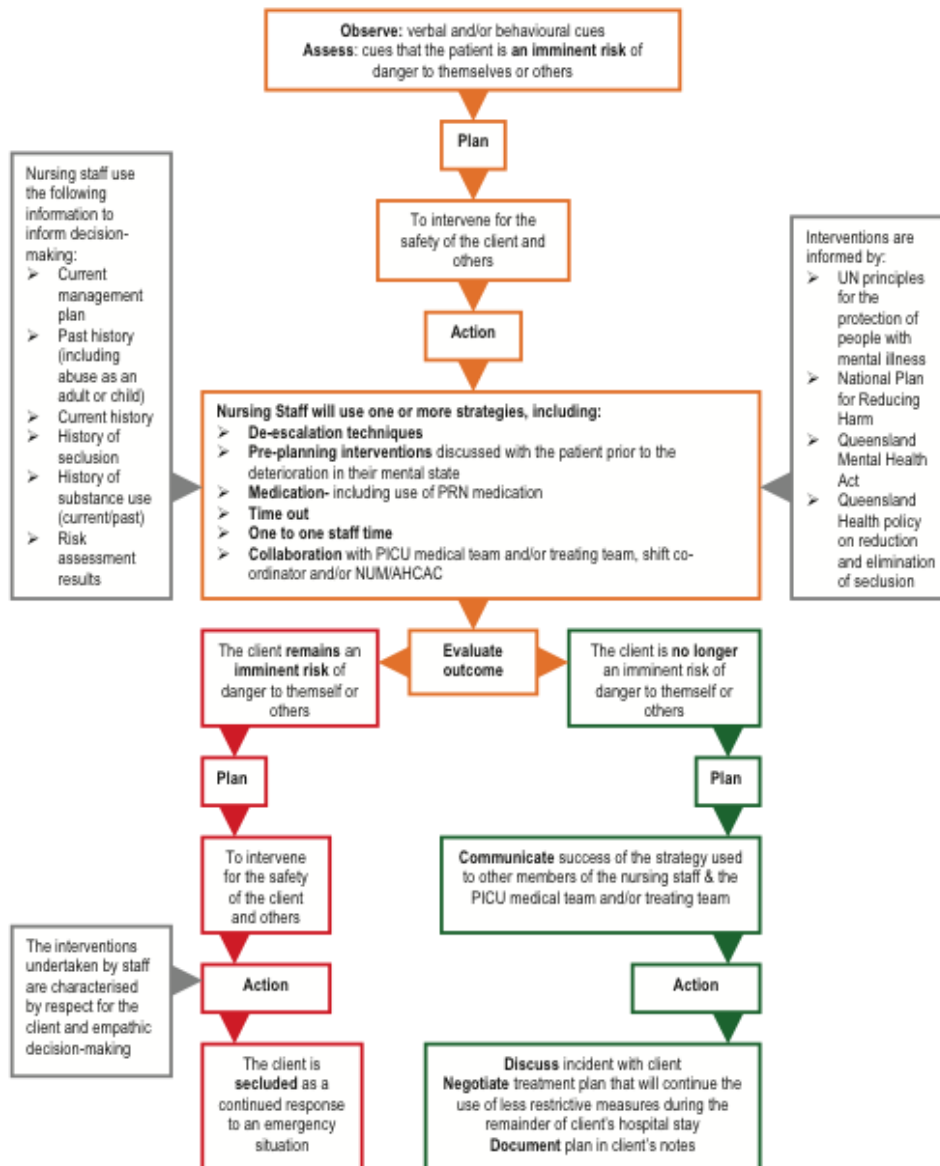 Observe: verbal and/or behavioural cues
Assess: cues that the patient is an imminent risk of
danger to themselves or others
Plan
Nursing staff use
the following
information to
inform decision-
making:
➤ Current
management
plan
➤ Past history
(including
abuse as an
adult or child)
➤ Current history
➤ History of
seclusion
➤ History of
substance use
(current/past)
➤ Risk
assessment
results
To intervene for the
safety of the client and
others
Interventions are
informed by:
➤ UN principles
for the
protection of
people with
mental illness
➤ National Plan
for Reducing
Harm
➤ Queensland
Mental Health
Act
➤ Queensland
Health policy
on reduction
and elimination
of seclusion
Action
Nursing Staff will use one or more strategies, including:
➤ De-escalation techniques
➤ Pre-planning interventions discussed with the patient prior to the
deterioration in their mental state
➤ Medication- including use of PRN medication
➤ Time out
➤ One to one staff time
➤ Collaboration with PICU medical team and/or treating team, shift co-
ordinator and/or NUM/AHCAC
Evaluate
outcome
The client remains an
imminent risk of
danger to themself or
others
Plan
To intervene
for the safety
of the client
and others
The interventions
undertaken by staff
are characterised
by respect for the
client and empathic
decision-making
Action
The client is
secluded as a
continued response
to an emergency
situation
The client is no longer
an imminent risk of
danger to themself or
others
Plan
Communicate success of the strategy used
to other members of the nursing staff & the
PICU medical team and/or treating team
Action
Discuss incident with client
Negotiate treatment plan that will continue the
use of less restrictive measures during the
remainder of client's hospital stay
Document plan in client's notes